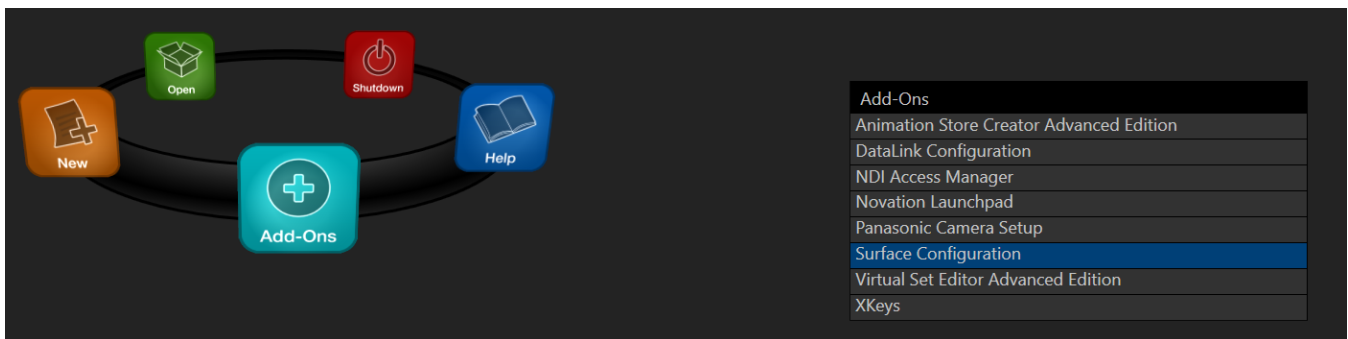 Open
Shutdown
New
Help
Add-Ons
Add-Ons
Animation Store Creator Advanced Edition
DataLink Configuration
NDI Access Manager
Novation Launchpad
Panasonic Camera Setup
Surface Configuration
Virtual Set Editor Advanced Edition
XKeys